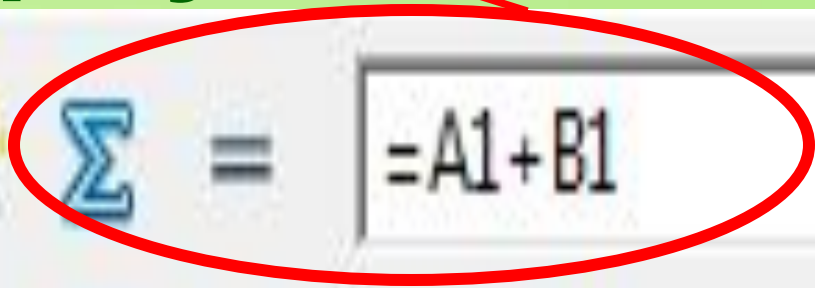 Σ = =A1+B1